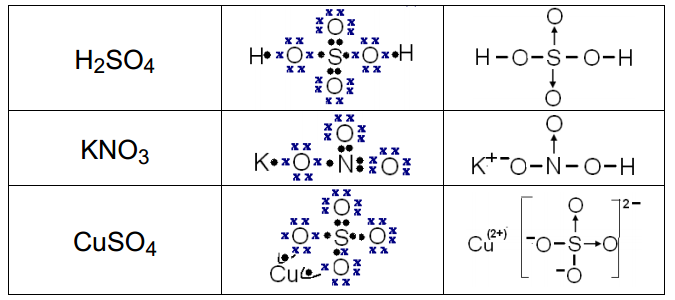 H₂SO₄
O
H O S O H
O
O
H-O-S-O-H
O
KNO₃
O
K O N O
O
K⁺⁻O-N-O-H
CuSO₄
O
O S O
Cu O
O 2-
Cu(2+) [⁻O-S→O]
⁻O